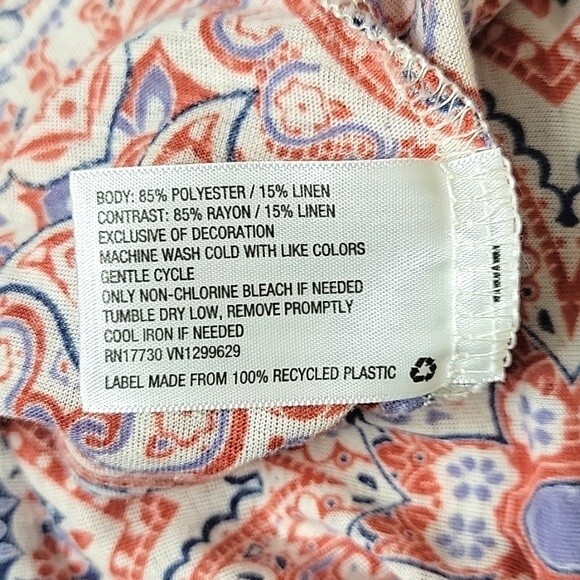 BODY: 85% POLYESTER / 15% LINEN
CONTRAST: 85% RAYON / 15% LINEN
EXCLUSIVE OF DECORATION
MACHINE WASH COLD WITH LIKE COLORS
GENTLE CYCLE
ONLY NON-CHLORINE BLEACH IF NEEDED
TUMBLE DRY LOW, REMOVE PROMPTLY
COOL IRON IF NEEDED
RN17730 VN1299629
LABEL MADE FROM 100% RECYCLED PLASTIC